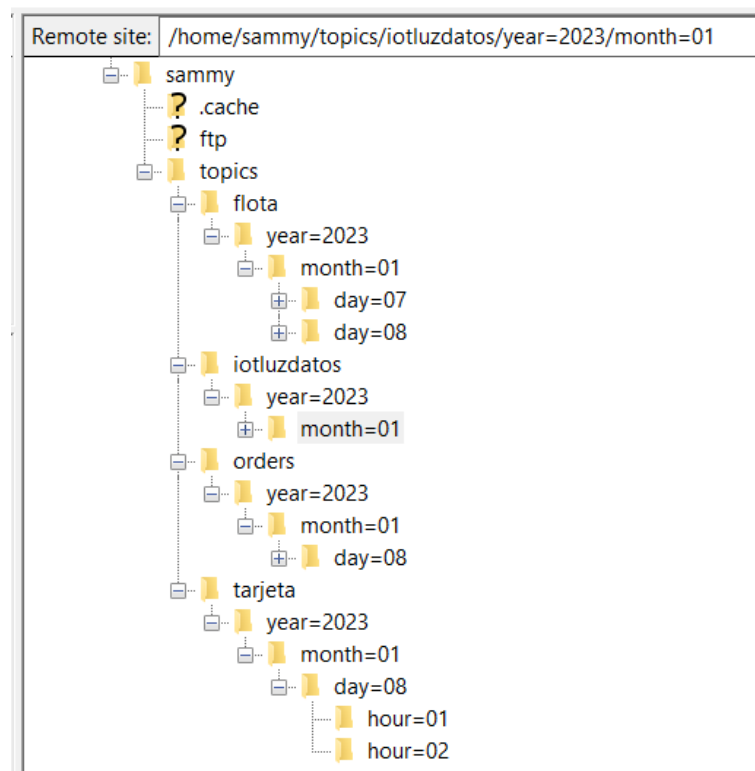 Remote site: /home/sammy/topics/iotluzdatos/year=2023/month=01
sammy
.cache
ftp
topics
flota
year=2023
month=01
day=07
day=08
iotluzdatos
year=2023
month=01
orders
year=2023
month=01
day=08
tarjeta
year=2023
month=01
day=08
hour=01
hour=02